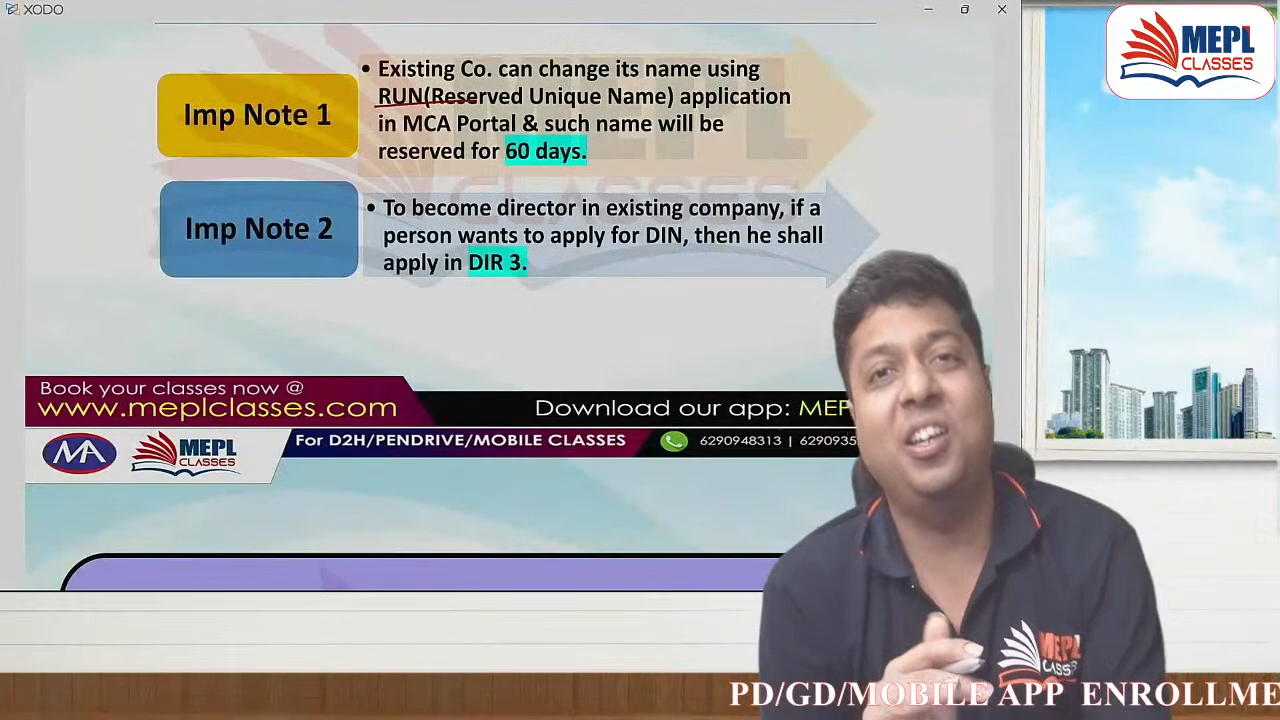 XODO
MEPL
CLASSES
Imp Note 1
• Existing Co. can change its name using
RUN(Reserved Unique Name) application
in MCA Portal & such name will be
reserved for 60 days.
Imp Note 2
• To become director in existing company, if a
person wants to apply for DIN, then he shall
apply in DIR 3.
Book your classes now @
www.meplclasses.com
Download our app: MEP
MA
MEPL
CLASSES
For D2H/PENDRIVE/MOBILE CLASSES
6290948313 | 6290935
MEPL
CLASSES
PD/GD/MOBILE APP ENROLLME